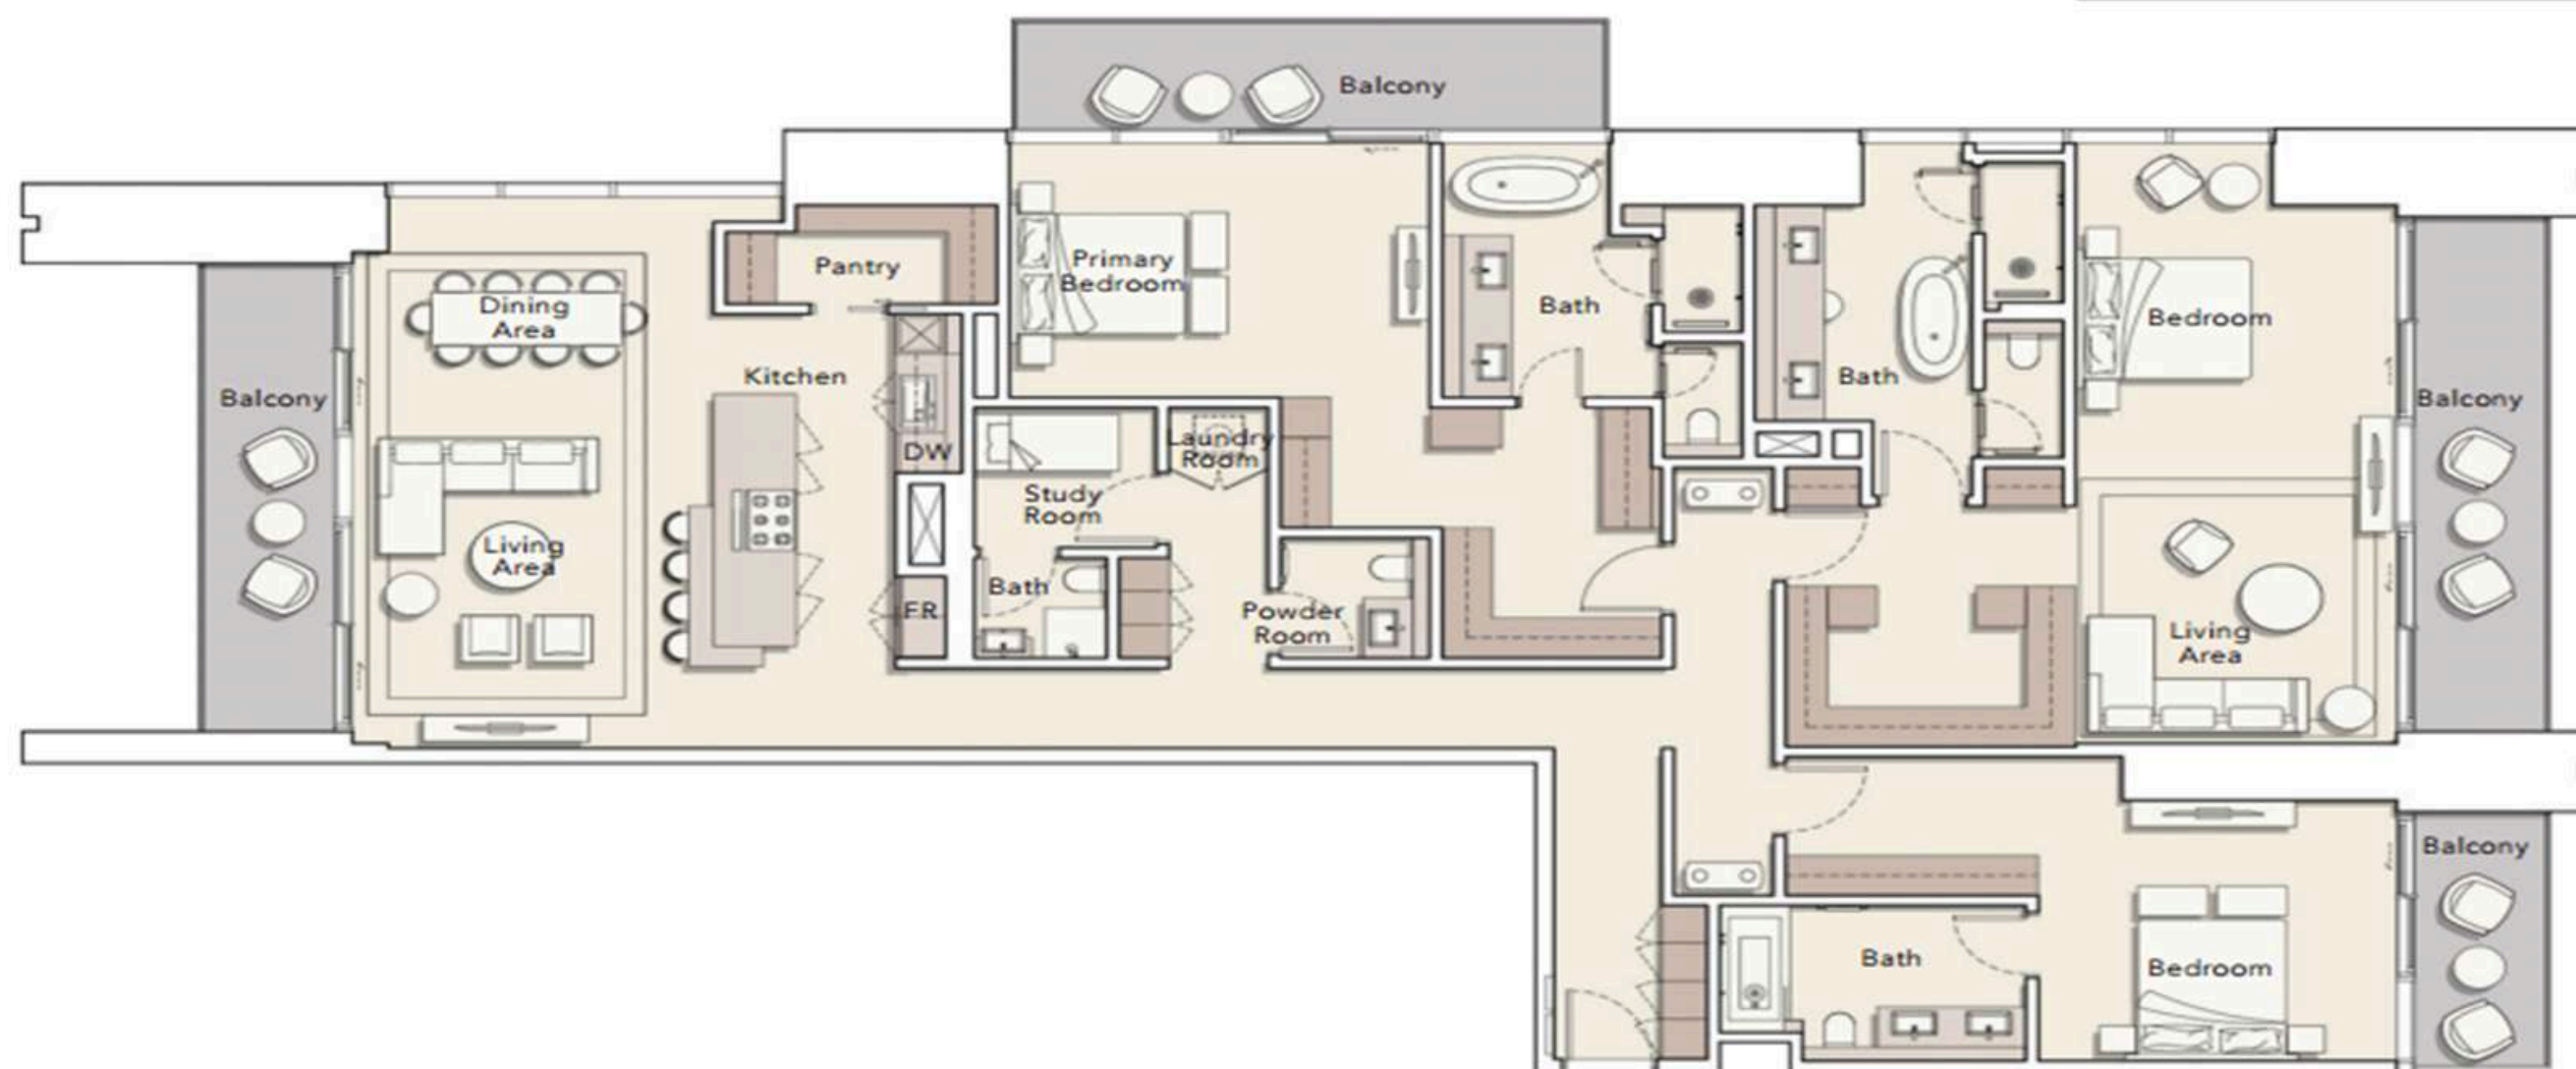 Balcony
Pantry
Primary
Bedroom
Dining
Area
Bath
Bedroom
Kitchen
Bath
Balcony
Balcony
DW
Laundry
Room
Study
Room
Living
Area
Bath
FR
Powder
Room
Living
Area
Balcony
Bath
Bedroom